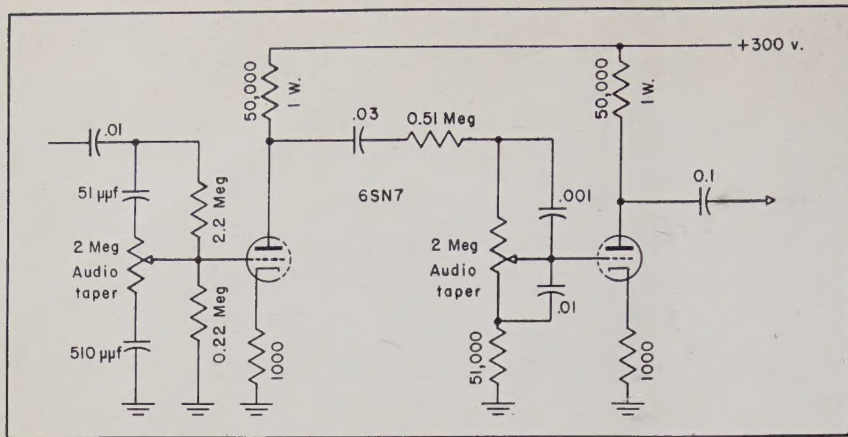 +300 v.
50,000
1 W.
50,000
1 W.
.01
.03
0.51 Meg
51 μμf
2.2 Meg
6SN7
.001
0.1
2 Meg
Audio
taper
2 Meg
Audio
taper
0.22 Meg
.01
510 μμf
1000
51,000
1000